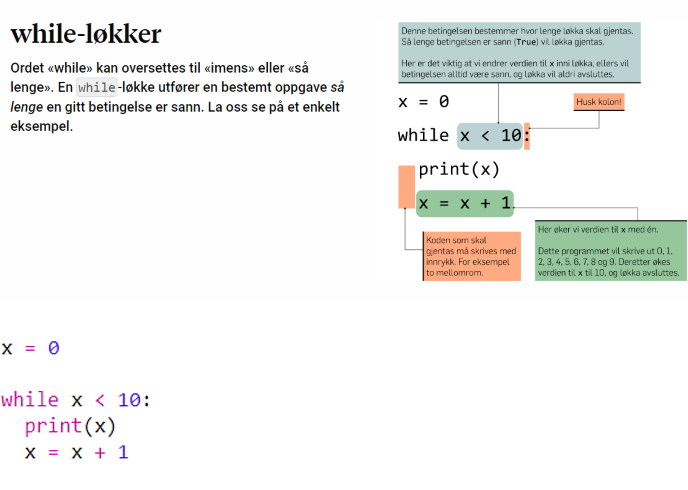 while-løkker
Ordet «while» kan oversettes til «imens» eller «så
lenge». En while-løkke utfører en bestemt oppgave så
lenge en gitt betingelse er sann. La oss se på et enkelt
eksempel.
Denne betingelsen bestemmer hvor lenge løkka skal gjentas.
Så lenge betingelsen er sann (True) vil løkka gjentas.
Her er det viktig at vi endrer verdien til x inni løkka, ellers vil
betingelsen alltid være sann, og løkka vil aldri avsluttes.
x = 0
Husk kolon!
while x < 10:
print(x)
x = x + 1
Koden som skal
gjentas må skrives med
innrykk. For eksempel
to mellomrom.
Her øker vi verdien til x med én.
Dette programmet vil skrive ut 0, 1,
2, 3, 4, 5, 6, 7, 8 og 9. Deretter økes
verdien til x til 10, og løkka avsluttes.
x = 0
while x < 10:
print(x)
x = x + 1